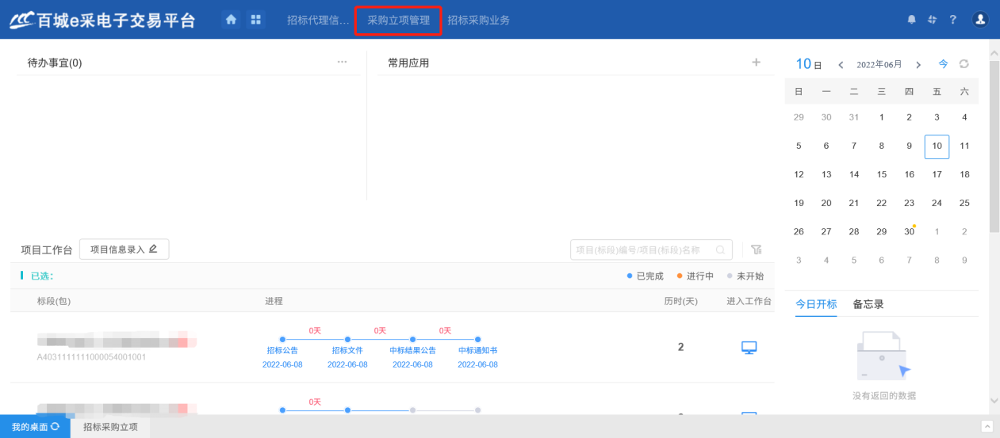 百城e采电子交易平台 招标代理信... 采购立项管理 招标采购业务 ?
待办事宜(0) ...
常用应用 +
10日 < 2022年06月 > 今
日 一 二 三 四 五 六
29 30 31 1 2 3 4
5 6 7 8 9 10 11
12 13 14 15 16 17 18
19 20 21 22 23 24 25
26 27 28 29 30 1 2
3 4 5 6 7 8 9
项目工作台 项目信息录入 项目(标段)编号/项目(标段)名称
已选: 已完成 进行中 未开始
标段(包) 进程 历时(天) 进入工作台
0天 0天 0天
招标公告 招标文件 中标结果公告 中标通知书
2022-06-08 2022-06-08 2022-06-08 2022-06-08
A4031111111000054001001
2
0天
今日开标 备忘录
没有返回的数据
我的桌面 招标采购立项